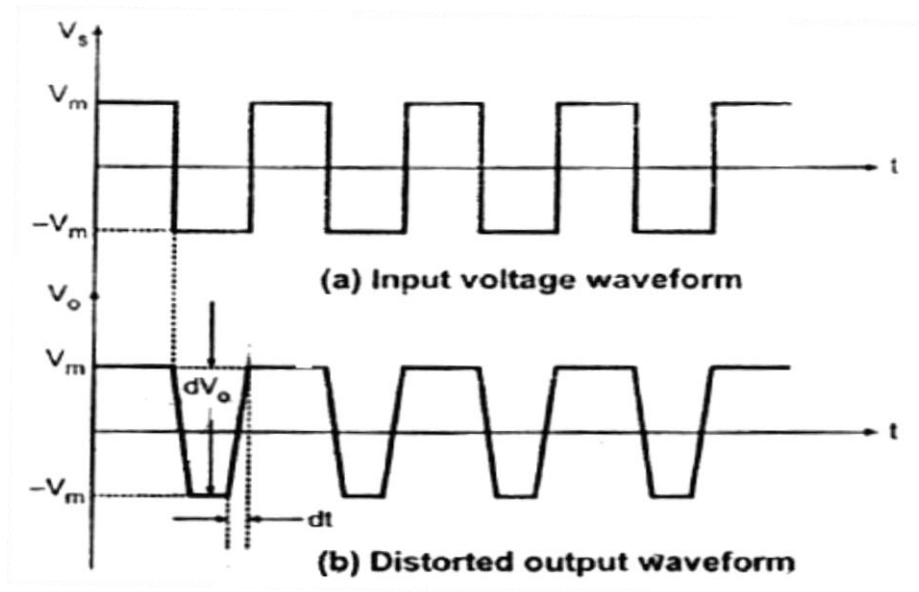 Vs
Vm
t
–Vm
(a) Input voltage waveform
Vo
Vm
dVo
t
–Vm
dt
(b) Distorted output waveform